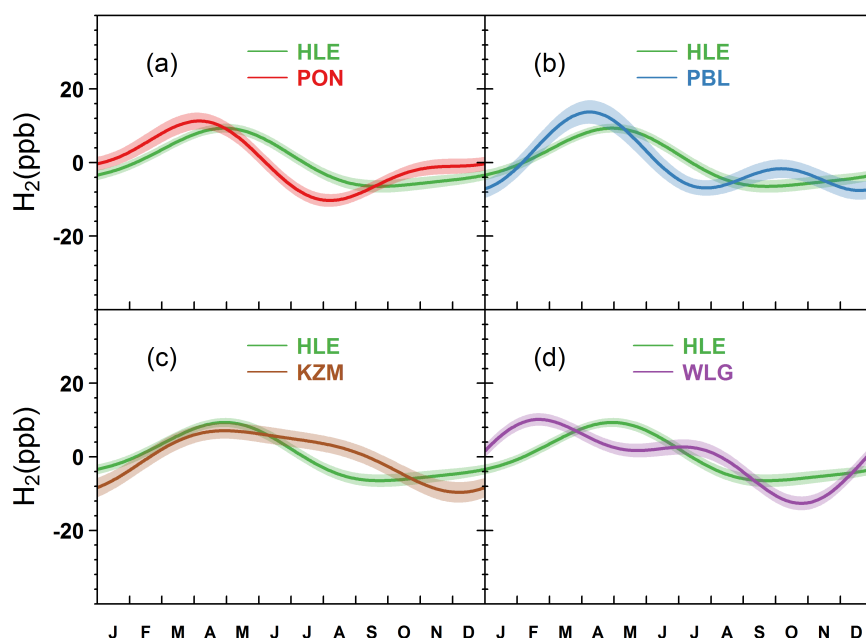 (a)
HLE
PON
(b)
HLE
PBL
H₂(ppb)
20
0
-20
(c)
HLE
KZM
(d)
HLE
WLG
H₂(ppb)
20
0
-20
J F M A M J J A S O N D
J F M A M J J A S O N D